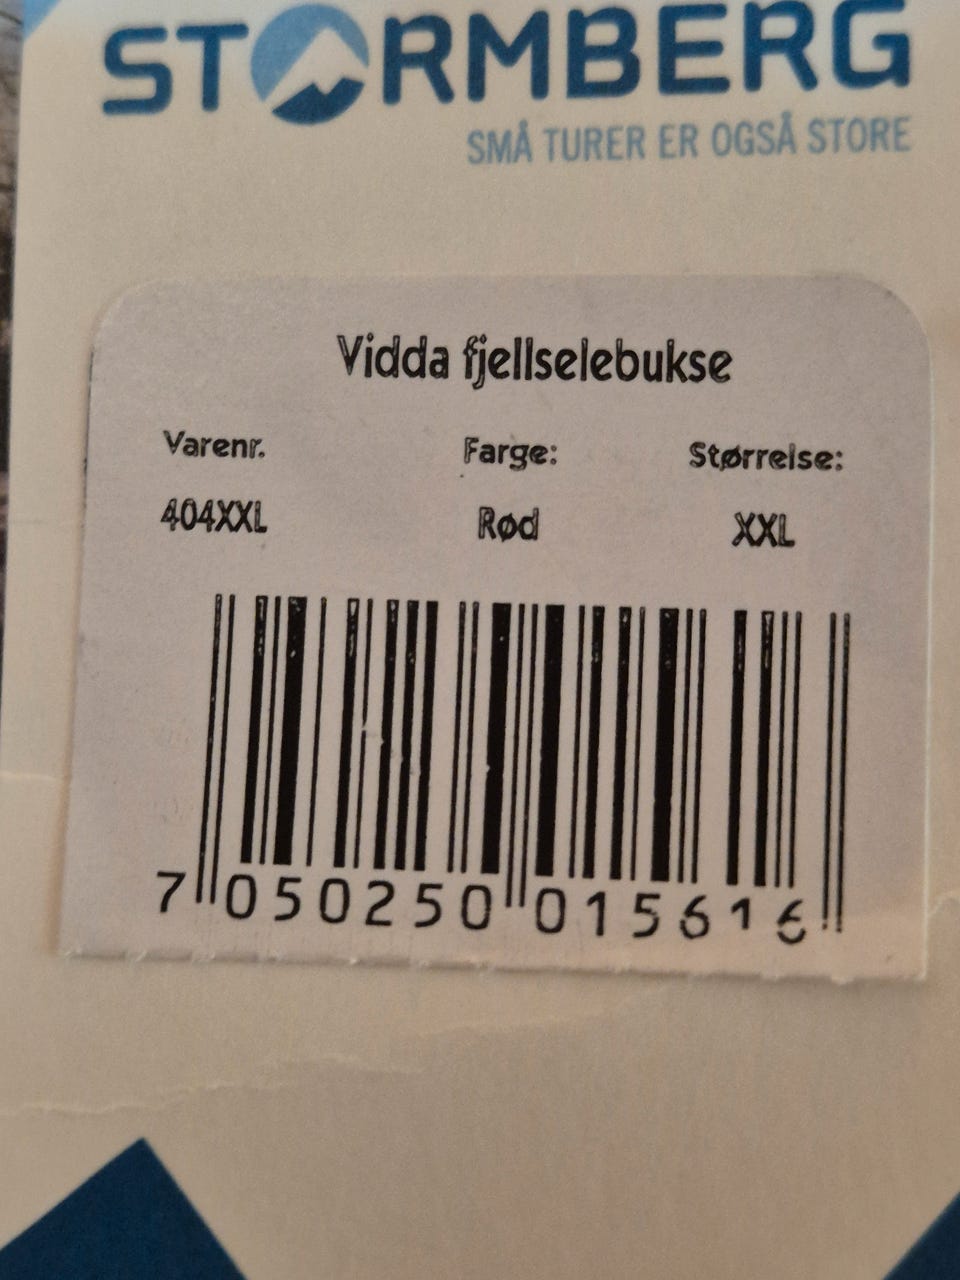 STORMBERG
SMÅ TURER ER OGSÅ STORE
Vidda fjellselebukse
Varenr. Farge: Størrelse:
404XXL Rød XXL
7 050250 015616